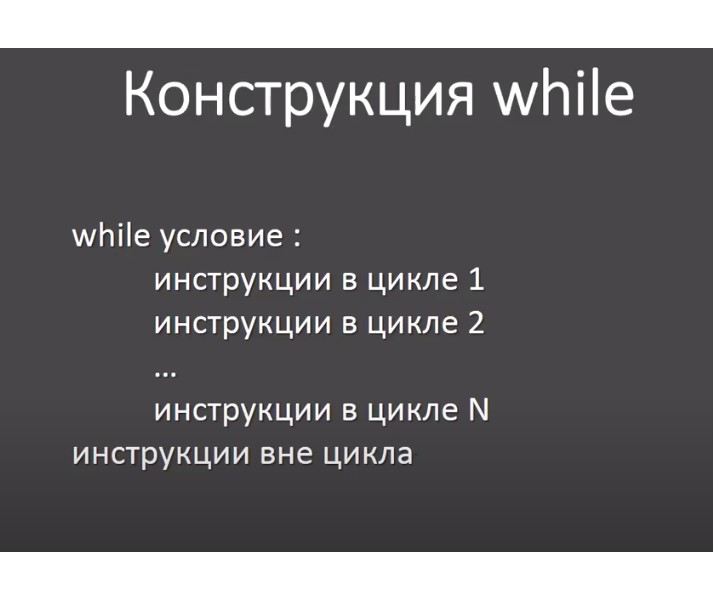 Конструкция while
while условие :
инструкции в цикле 1
инструкции в цикле 2
...
инструкции в цикле N
инструкции вне цикла